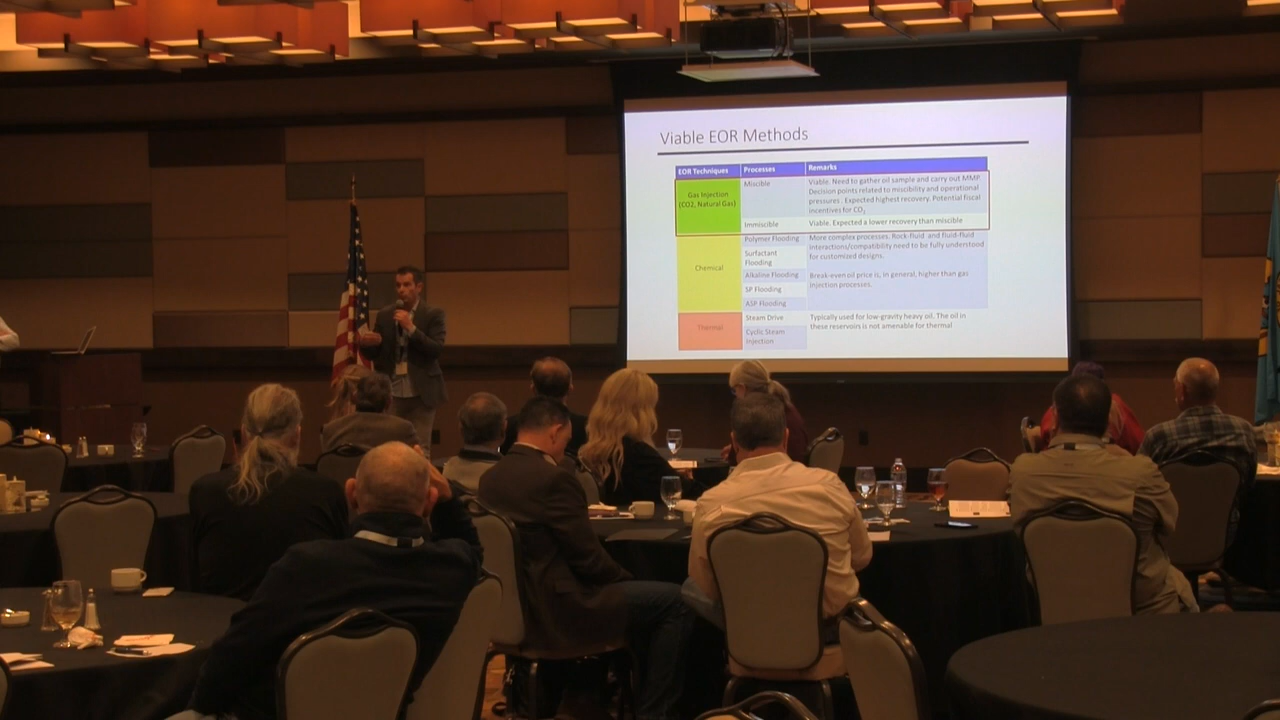 Viable EOR Methods
EOR Techniques Processes Remarks
Gas Injection
(CO2, Natural Gas)
Miscible
Viable. Need to gather oil sample and carry out MMP.
Decision points related to miscibility and operational
pressures . Expected highest recovery. Potential fiscal
incentives for CO2
Immiscible
Viable. Expected a lower recovery than miscible
Chemical
Polymer Flooding
Surfactant
Flooding
Alkaline Flooding
SP Flooding
ASP Flooding
More complex processes. Rock-fluid and fluid-fluid
interactions/compatibility need to be fully understood
for customized designs.
Break-even oil price is, in general, higher than gas
injection processes.
Thermal
Steam Drive
Cyclic Steam
Injection
Typically used for low-gravity heavy oil. The oil in
these reservoirs is not amenable for thermal